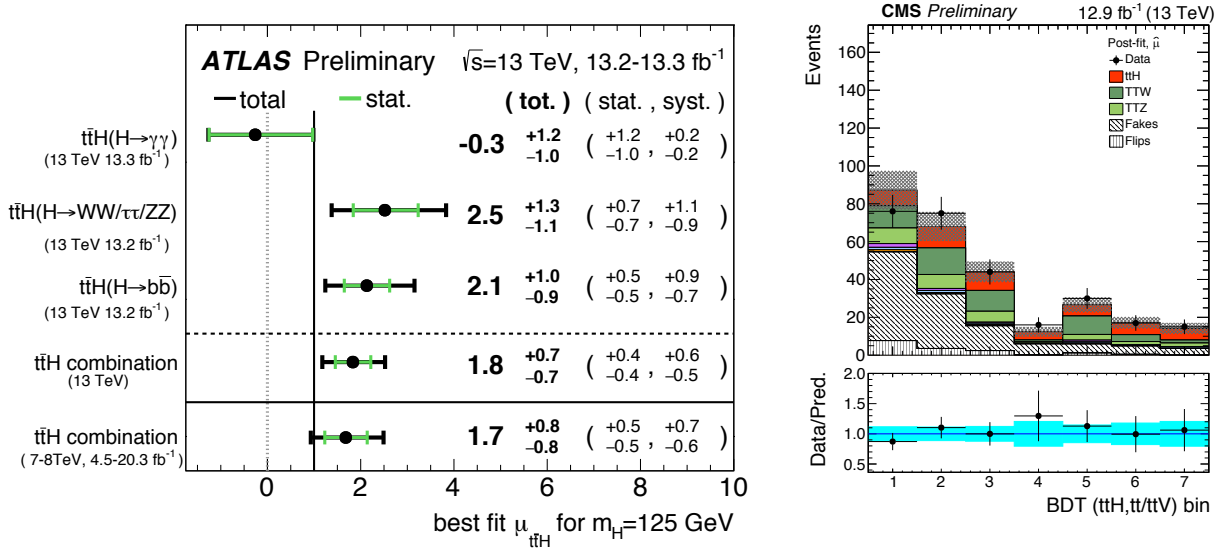 ATLAS Preliminary √s=13 TeV, 13.2-13.3 fb⁻¹
total stat. ( tot. ) ( stat. , syst. )
tt̄H(H→γγ) -0.3 +1.2 −1.0 ( +1.2 −1.0 , +0.2 −0.2 )
(13 TeV 13.3 fb⁻¹)
tt̄H(H→WW/ττ/ZZ) 2.5 +1.3 −1.1 ( +0.7 −0.7 , +1.1 −0.9 )
(13 TeV 13.2 fb⁻¹)
tt̄H(H→bb̄) 2.1 +1.0 −0.9 ( +0.5 −0.5 , +0.9 −0.7 )
(13 TeV 13.2 fb⁻¹)
tt̄H combination 1.8 +0.7 −0.7 ( +0.4 −0.4 , +0.6 −0.5 )
(13 TeV)
tt̄H combination 1.7 +0.8 −0.8 ( +0.5 −0.5 , +0.7 −0.6 )
( 7-8TeV, 4.5-20.3 fb⁻¹)
0 2 4 6 8 10
best fit μ_tt̄H for m_H=125 GeV
CMS Preliminary 12.9 fb⁻¹ (13 TeV)
Events
160
140
120
100
80
60
40
20
0
Post-fit, μ̂
Data
ttH
TTW
TTZ
Fakes
Flips
Data/Pred.
2.0
1.5
1.0
0.5
1 2 3 4 5 6 7
BDT (ttH,tt/ttV) bin